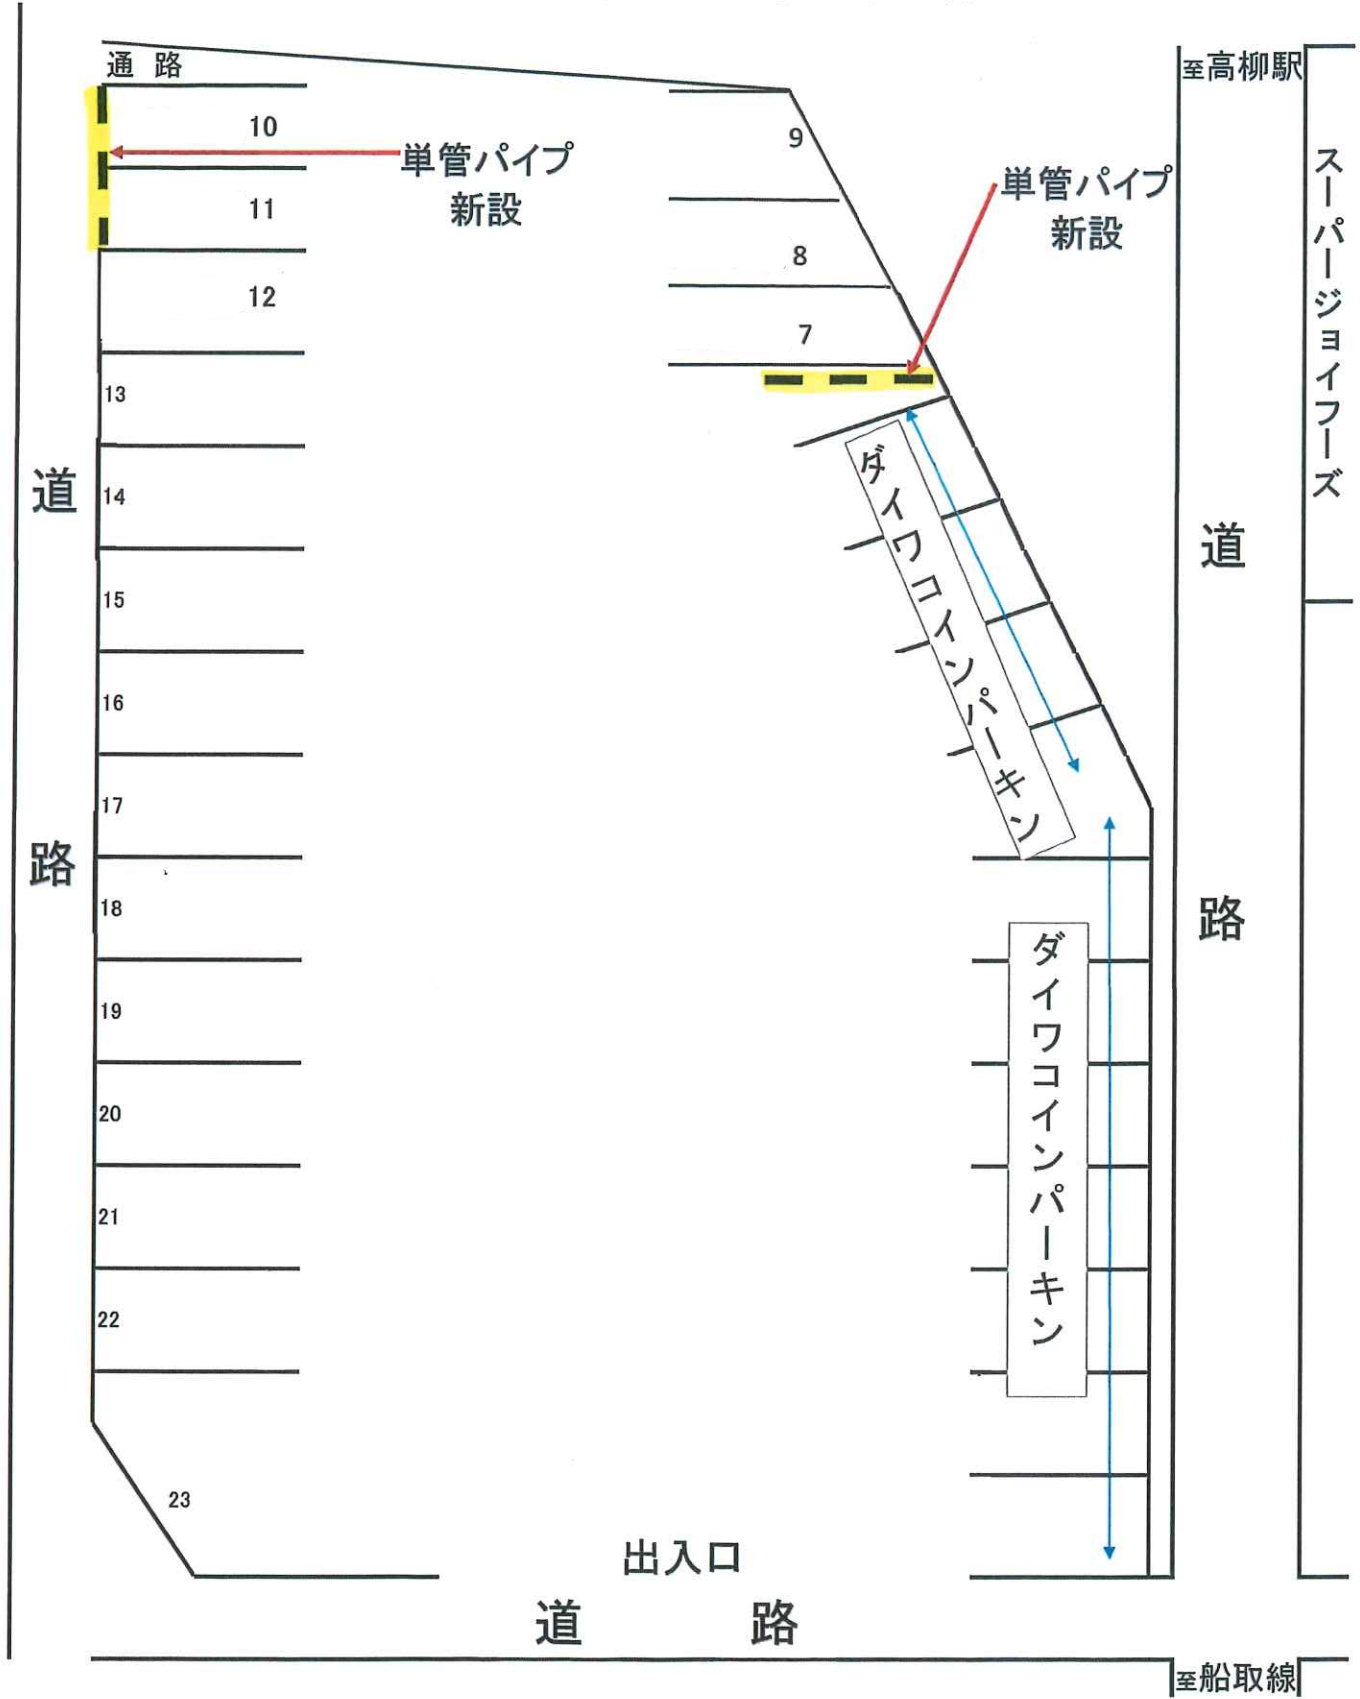 通 路
至高柳駅
10
9
単管パイプ
新設
単管パイプ
新設
スーパージョイフーズ
11
8
12
7
13
道
路
14
ダイワコインパーキン
道
路
15
16
17
18
ダイワコインパーキン
19
20
21
22
23
出入口
道 路
至船取線